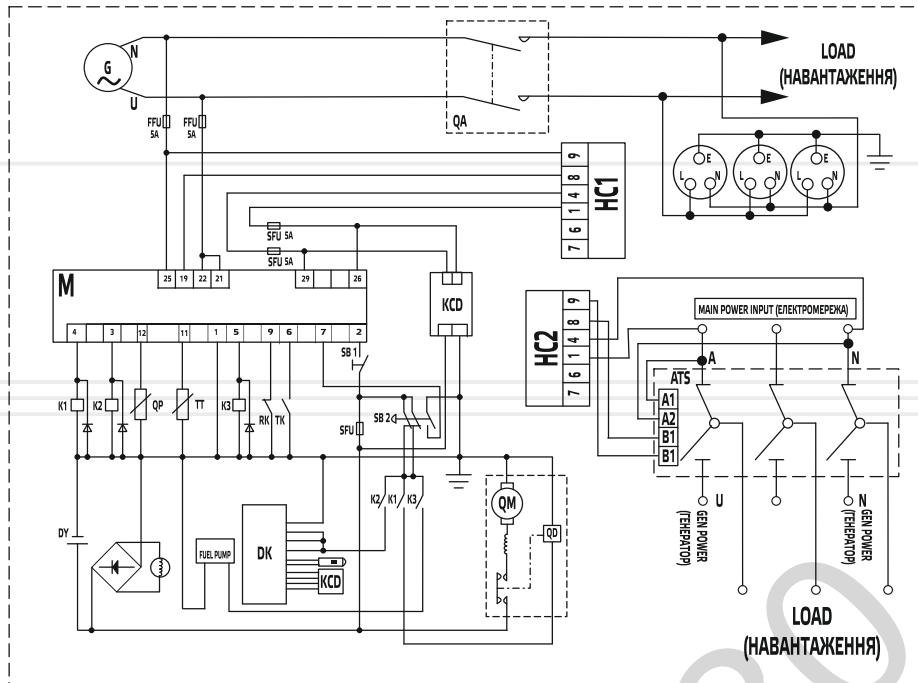 N
G
U
FFU
5A
FFU
5A
QA
LOAD
(НАВАНТАЖЕННЯ)
E
L
N
E
L
N
E
L
N
9
8
4
1
6
7
HC1
SFU 5A
SFU 5A
M
25
19
22
21
29
26
4
3
12
11
1
5
9
6
7
2
KCD
HC2
9
8
4
1
6
7
MAIN POWER INPUT (ЕЛЕКТРОМЕРЕЖА)
A
N
ATS
A1
A2
B1
B1
SB 1
K1
K2
QP
TT
K3
RK
TK
SFU
SB 2
K2
K1
K3
QM
QD
DY
FUEL PUMP
DK
KCD
U
N
GEN POWER
(ГЕНЕРАТОР)
GEN POWER
(ГЕНЕРАТОР)
LOAD
(НАВАНТАЖЕННЯ)